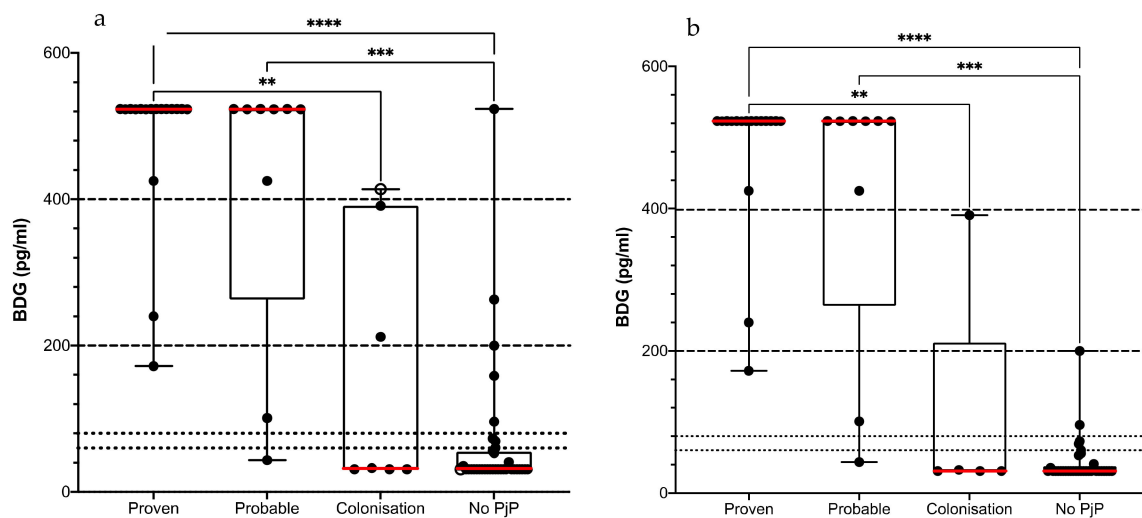 a
****
***
**
600
400
200
0
BDG (pg/ml)
Proven Probable Colonisation No PjP
b
****
***
**
600
400
200
0
BDG (pg/ml)
Proven Probable Colonisation No PjP